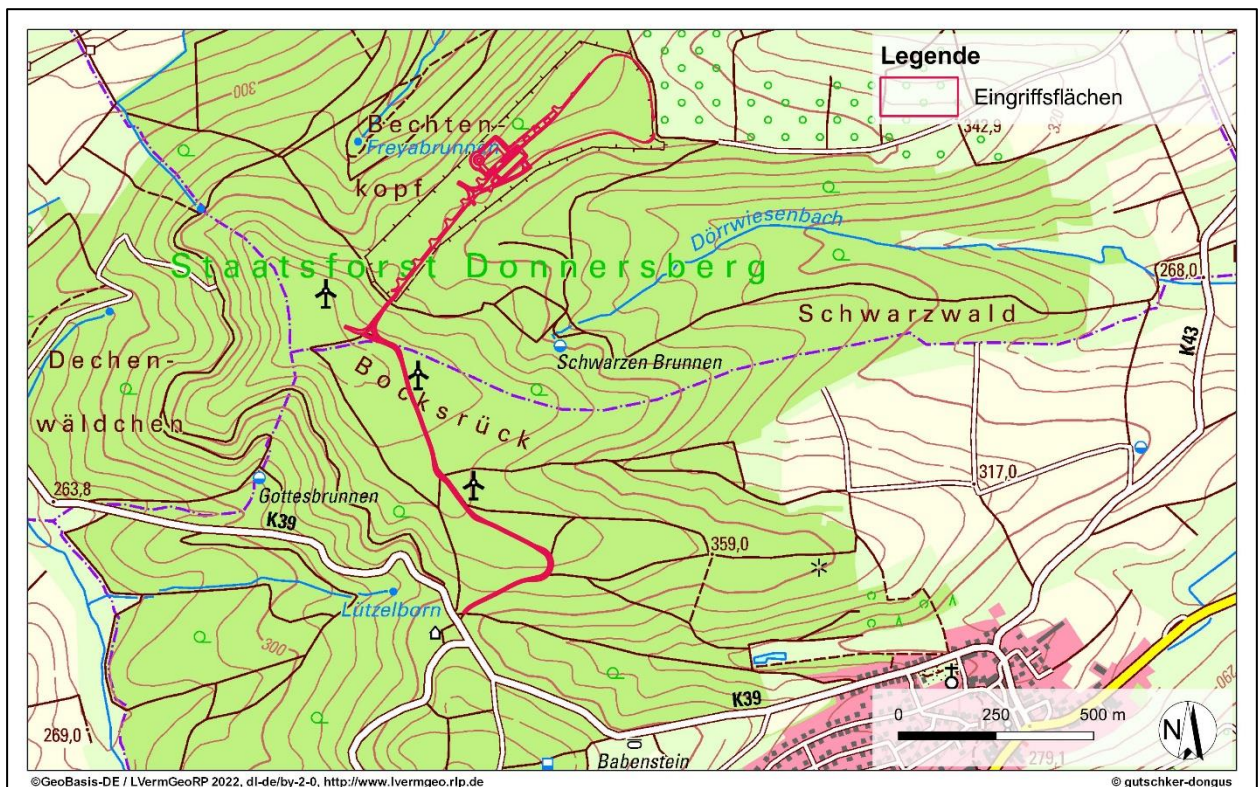 Legende
Eingriffsflächen
300
Bechten-
Freyabrunnen
kopf
342,9
320
Dörrwiesenbach
Staatsforst Donnersberg
268,0
Schwarzwald
Schwarzen Brunnen
K43
Dechen-
wäldchen
Bocksrück
317,0
263,8
Gottesbrunnen
K39
359,0
Lützelborn
300
K39
269,0
Babenstein
0 250 500 m
N
290
279,1
©GeoBasis-DE / LVermGeoRP 2022, dl-de/by-2-0, http://www.lvermgeo.rlp.de
© gutschker-dongus